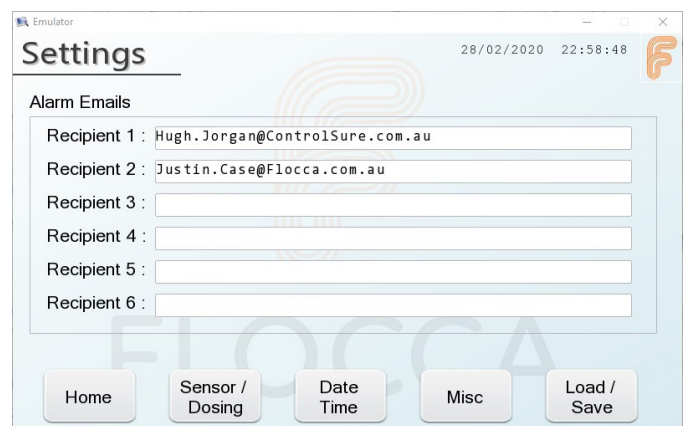 Emulator
Settings
28/02/2020 22:58:48
Alarm Emails
Recipient 1 : Hugh.Jorgan@ControlSure.com.au
Recipient 2 : Justin.Case@Flocca.com.au
Recipient 3 :
Recipient 4 :
Recipient 5 :
Recipient 6 :
FLOCCA
Home
Sensor /
Dosing
Date
Time
Misc
Load /
Save